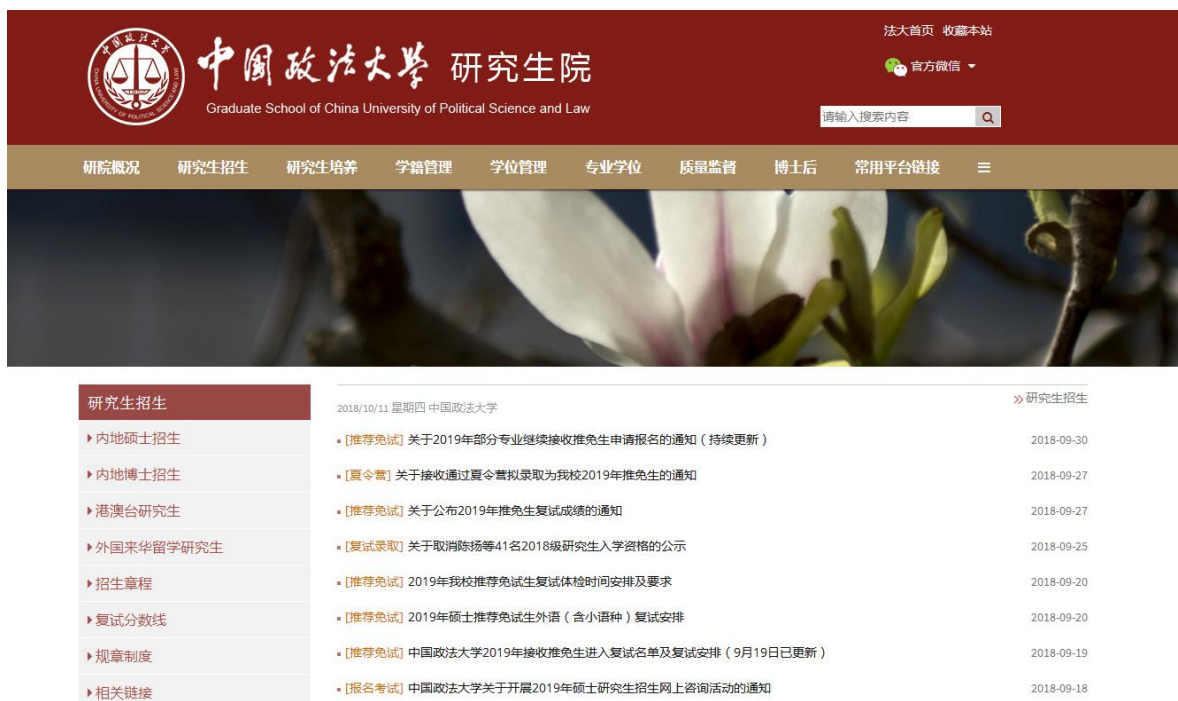 法大首页 收藏本站
中国政法大学 研究生院
官方微信
Graduate School of China University of Political Science and Law
请输入搜索内容
研院概况 研究生招生 研究生培养 学籍管理 学位管理 专业学位 质量监督 博士后 常用平台链接
研究生招生
内地硕士招生
内地博士招生
港澳台研究生
外国来华留学研究生
招生章程
复试分数线
规章制度
相关链接
2018/10/11 星期四 中国政法大学
»研究生招生
[推荐免试] 关于2019年部分专业继续接收推免生申请报名的通知（持续更新） 2018-09-30
[夏令营] 关于接收通过夏令营拟录取为我校2019年推免生的通知 2018-09-27
[推荐免试] 关于公布2019年推免生复试成绩的通知 2018-09-27
[复试录取] 关于取消陈扬等41名2018级研究生入学资格的公示 2018-09-25
[推荐免试] 2019年我校推荐免试生复试体检时间安排及要求 2018-09-20
[推荐免试] 2019年硕士推荐免试生外语（含小语种）复试安排 2018-09-20
[推荐免试] 中国政法大学2019年接收推免生进入复试名单及复试安排（9月19日已更新） 2018-09-19
[报名考试] 中国政法大学关于开展2019年硕士研究生招生网上咨询活动的通知 2018-09-18